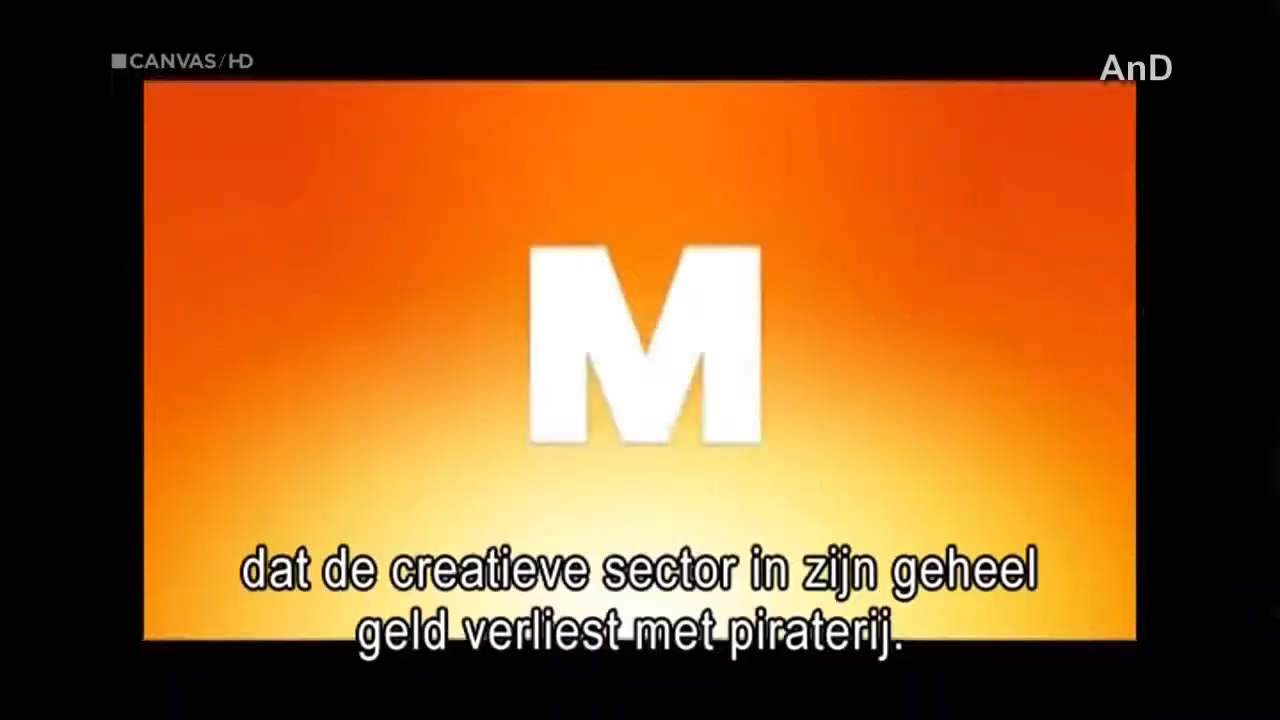 CANVAS/HD
AnD
M
dat de creatieve sector in zijn geheel
geld verliest met piraterij.